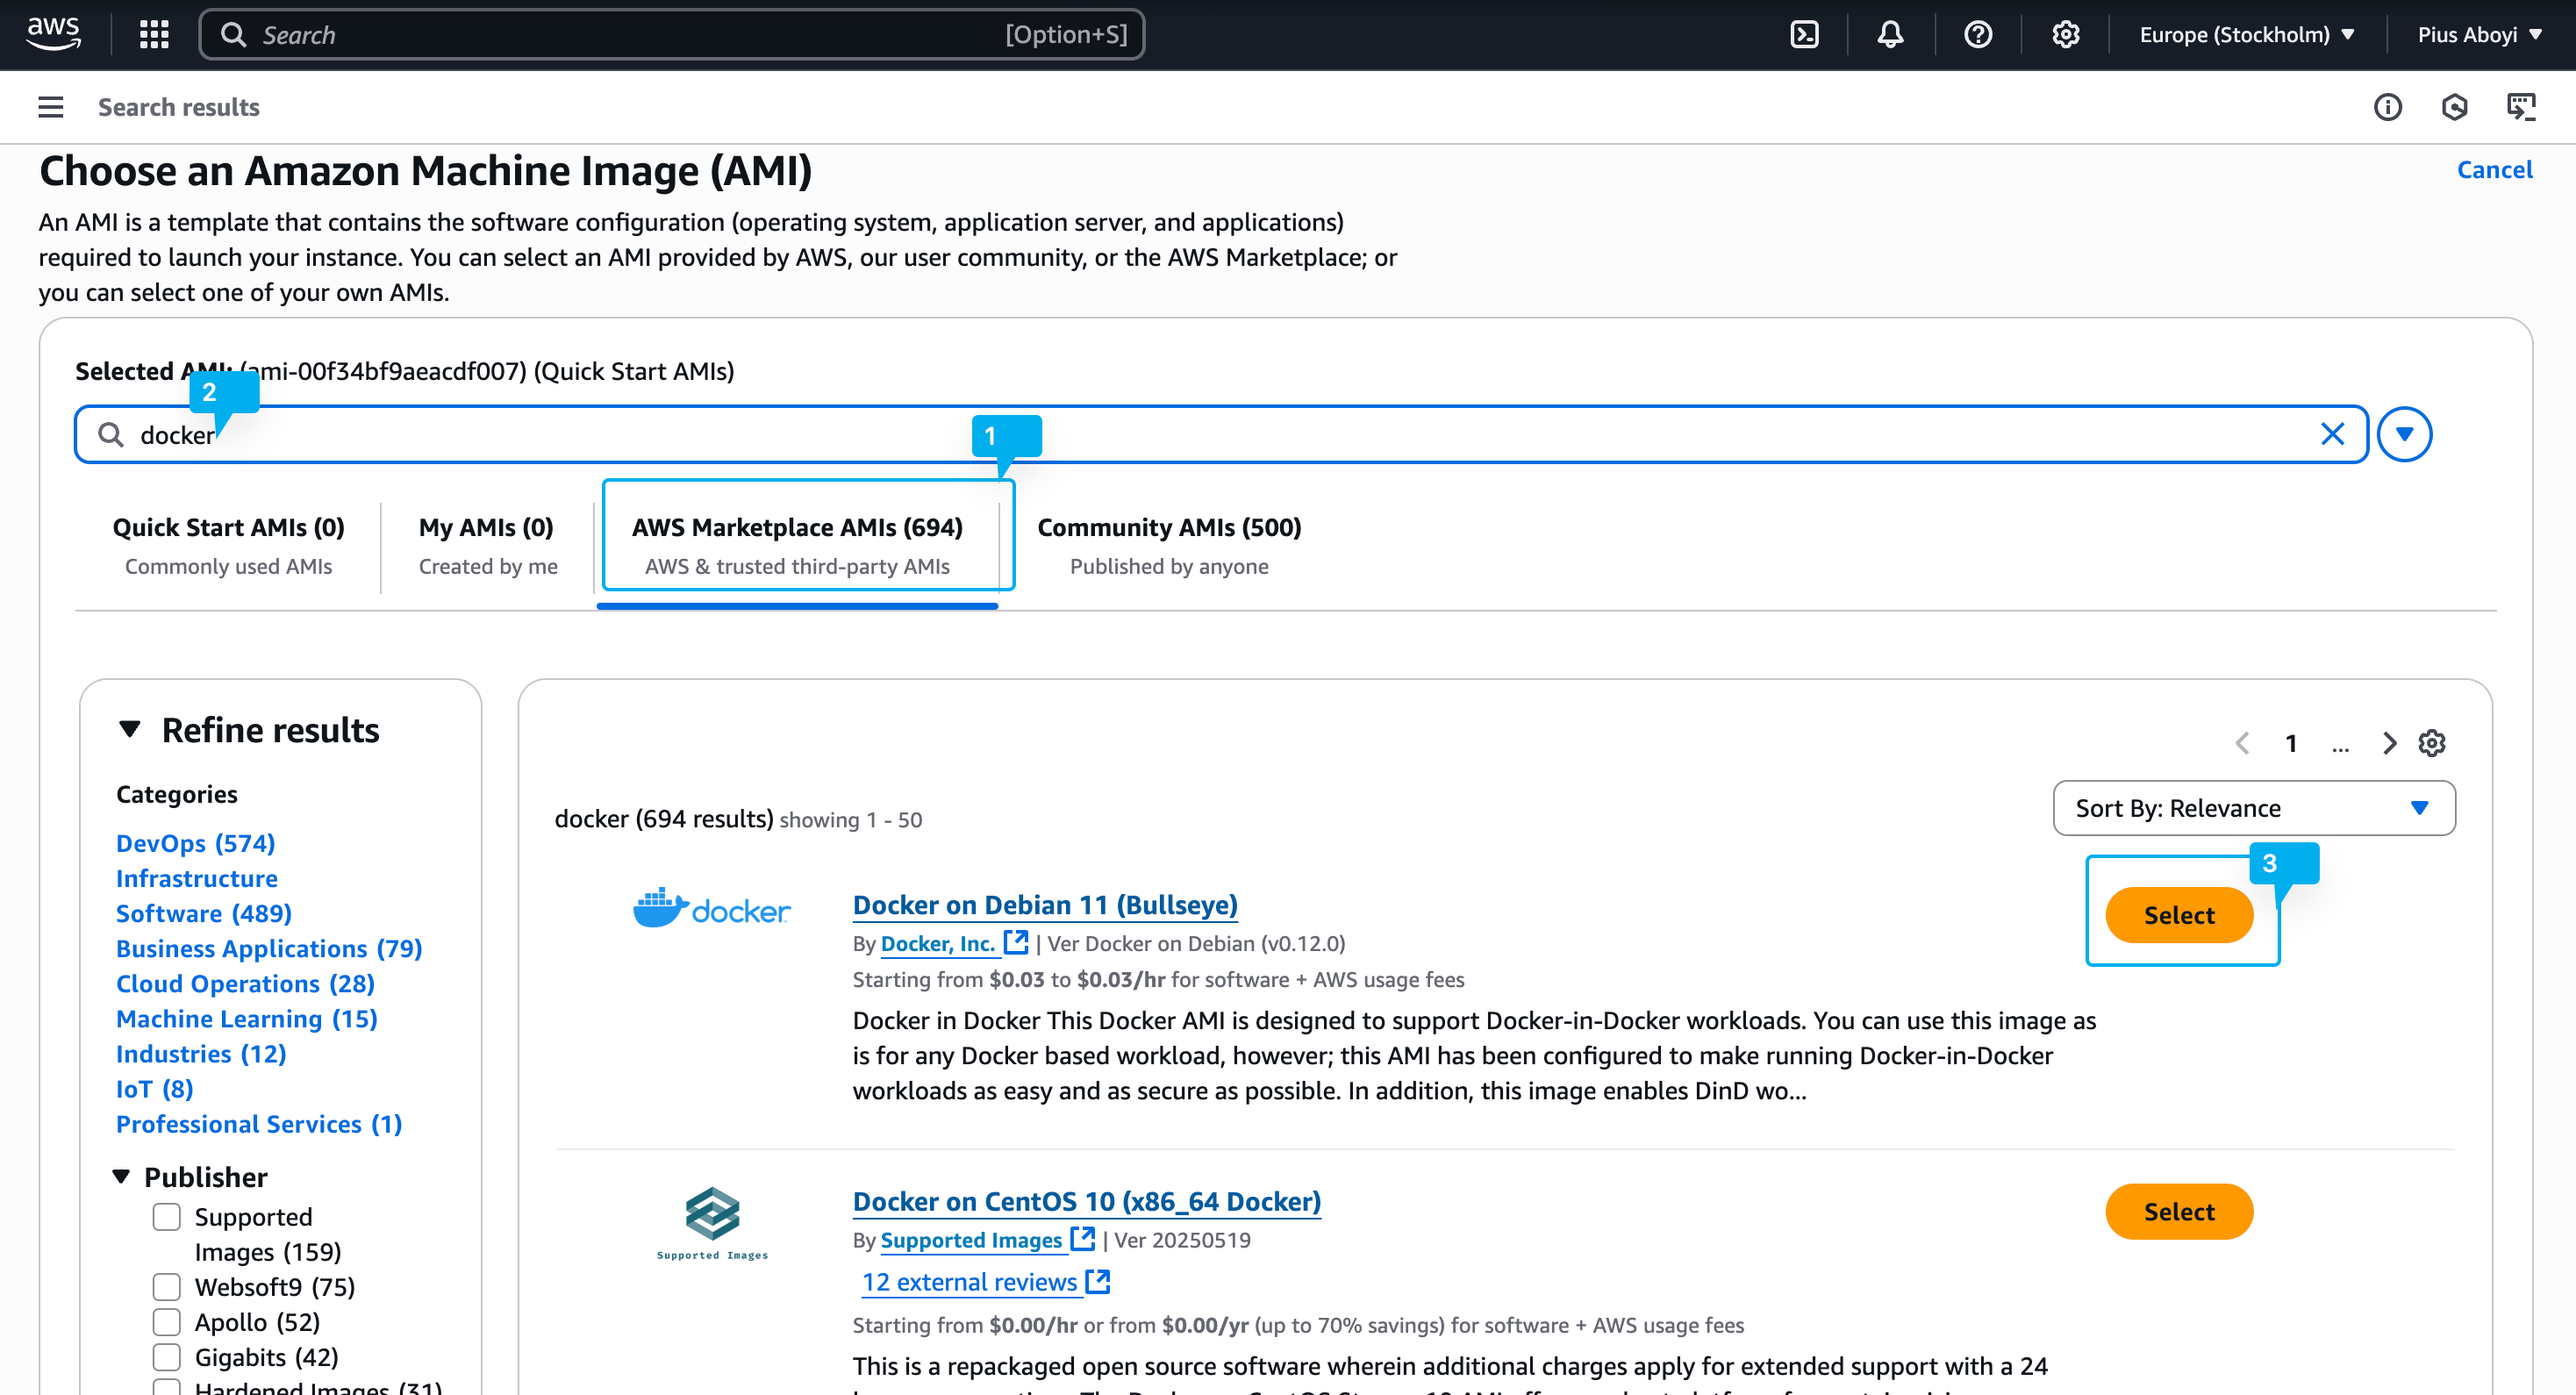 aws
Search
[Option+S]
Europe (Stockholm)
Pius Aboyi
Search results
Choose an Amazon Machine Image (AMI)
Cancel
An AMI is a template that contains the software configuration (operating system, application server, and applications)
required to launch your instance. You can select an AMI provided by AWS, our user community, or the AWS Marketplace; or
you can select one of your own AMIs.
Selected AMI: (ami-00f34bf9aeacdf007) (Quick Start AMIs)
2
docker
1
Quick Start AMIs (0)
Commonly used AMIs
My AMIs (0)
Created by me
AWS Marketplace AMIs (694)
AWS & trusted third-party AMIs
Community AMIs (500)
Published by anyone
Refine results
Categories
DevOps (574)
Infrastructure
Software (489)
Business Applications (79)
Cloud Operations (28)
Machine Learning (15)
Industries (12)
IoT (8)
Professional Services (1)
Publisher
Supported
Images (159)
Websoft9 (75)
Apollo (52)
Gigabits (42)
Hardened Images (31)
1 ...
docker (694 results) showing 1 - 50
Sort By: Relevance
3
docker
Docker on Debian 11 (Bullseye)
Select
By Docker, Inc. | Ver Docker on Debian (v0.12.0)
Starting from $0.03 to $0.03/hr for software + AWS usage fees
Docker in Docker This Docker AMI is designed to support Docker-in-Docker workloads. You can use this image as
is for any Docker based workload, however; this AMI has been configured to make running Docker-in-Docker
workloads as easy and as secure as possible. In addition, this image enables DinD wo...
Supported Images
Docker on CentOS 10 (x86_64 Docker)
Select
By Supported Images | Ver 20250519
12 external reviews
Starting from $0.00/hr or from $0.00/yr (up to 70% savings) for software + AWS usage fees
This is a repackaged open source software wherein additional charges apply for extended support with a 24